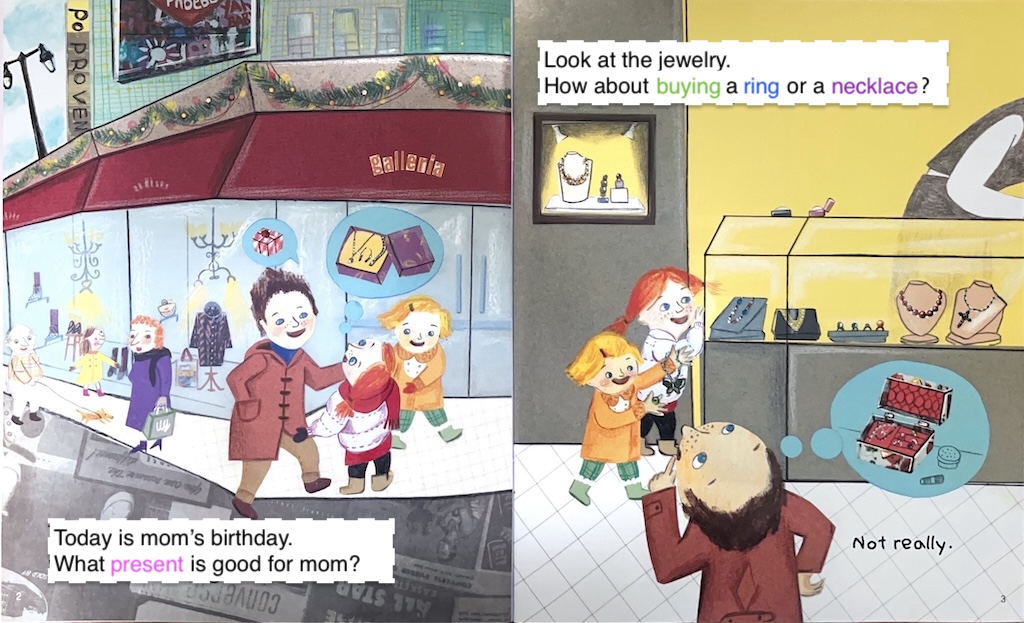 PROVEN
galleria
Today is mom's birthday.
What present is good for mom?
2
Look at the jewelry.
How about buying a ring or a necklace?
Not really.
3